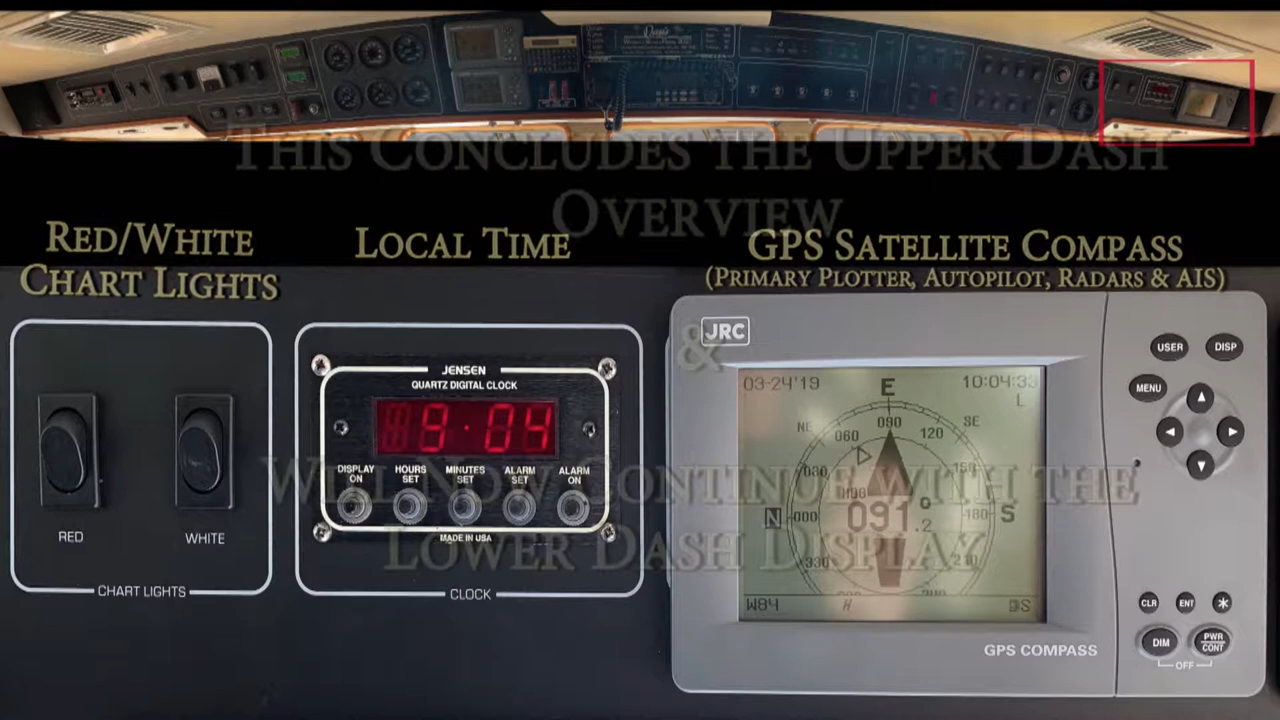 THIS CONCLUDES THE UPPER DASH
OVERVIEW
RED/WHITE
CHART LIGHTS
LOCAL TIME
GPS SATELLITE COMPASS
(PRIMARY PLOTTER, AUTOPILOT, RADARS & AIS)
&
WILL NOW CONTINUE WITH THE
LOWER DASH DISPLAY
RED
WHITE
CHART LIGHTS
JENSEN
QUARTZ DIGITAL CLOCK
9:04
DISPLAY ON
HOURS SET
MINUTES SET
ALARM SET
ALARM ON
MADE IN USA
CLOCK
JRC
03-24'19
10:04:33
L
E
NE
SE
060
090
120
030
150
N
000
180
S
HDG
091.2°
330
210
W84
GPS COMPASS
USER
DISP
MENU
CLR
ENT
*
DIM
PWR
CONT
OFF